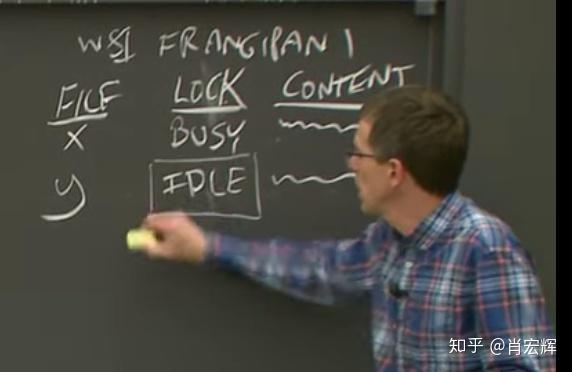 WS1 FRANGIPANI
FILE LOCK CONTENT
X BUSY
y IDLE
知乎 @肖宏辉